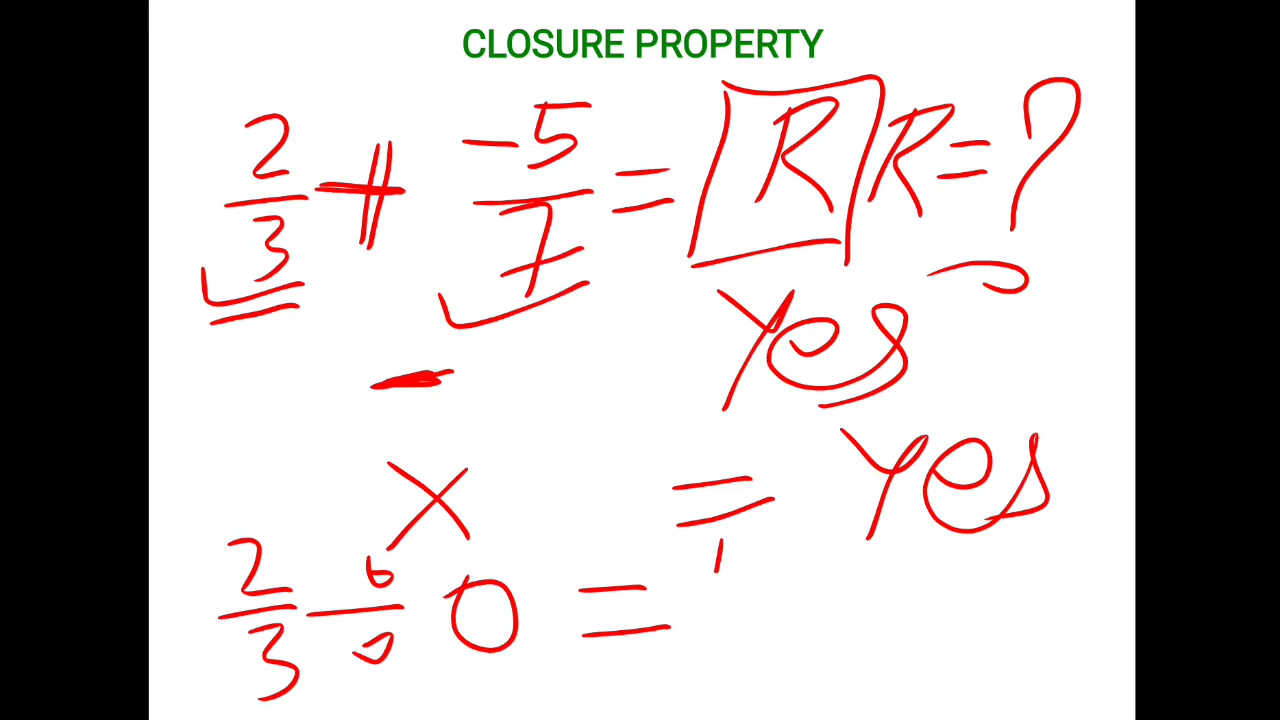 CLOSURE PROPERTY
2/3 + -5/7 = R R = ?
Yes
-
× = Yes
2/3 ÷ 0 =